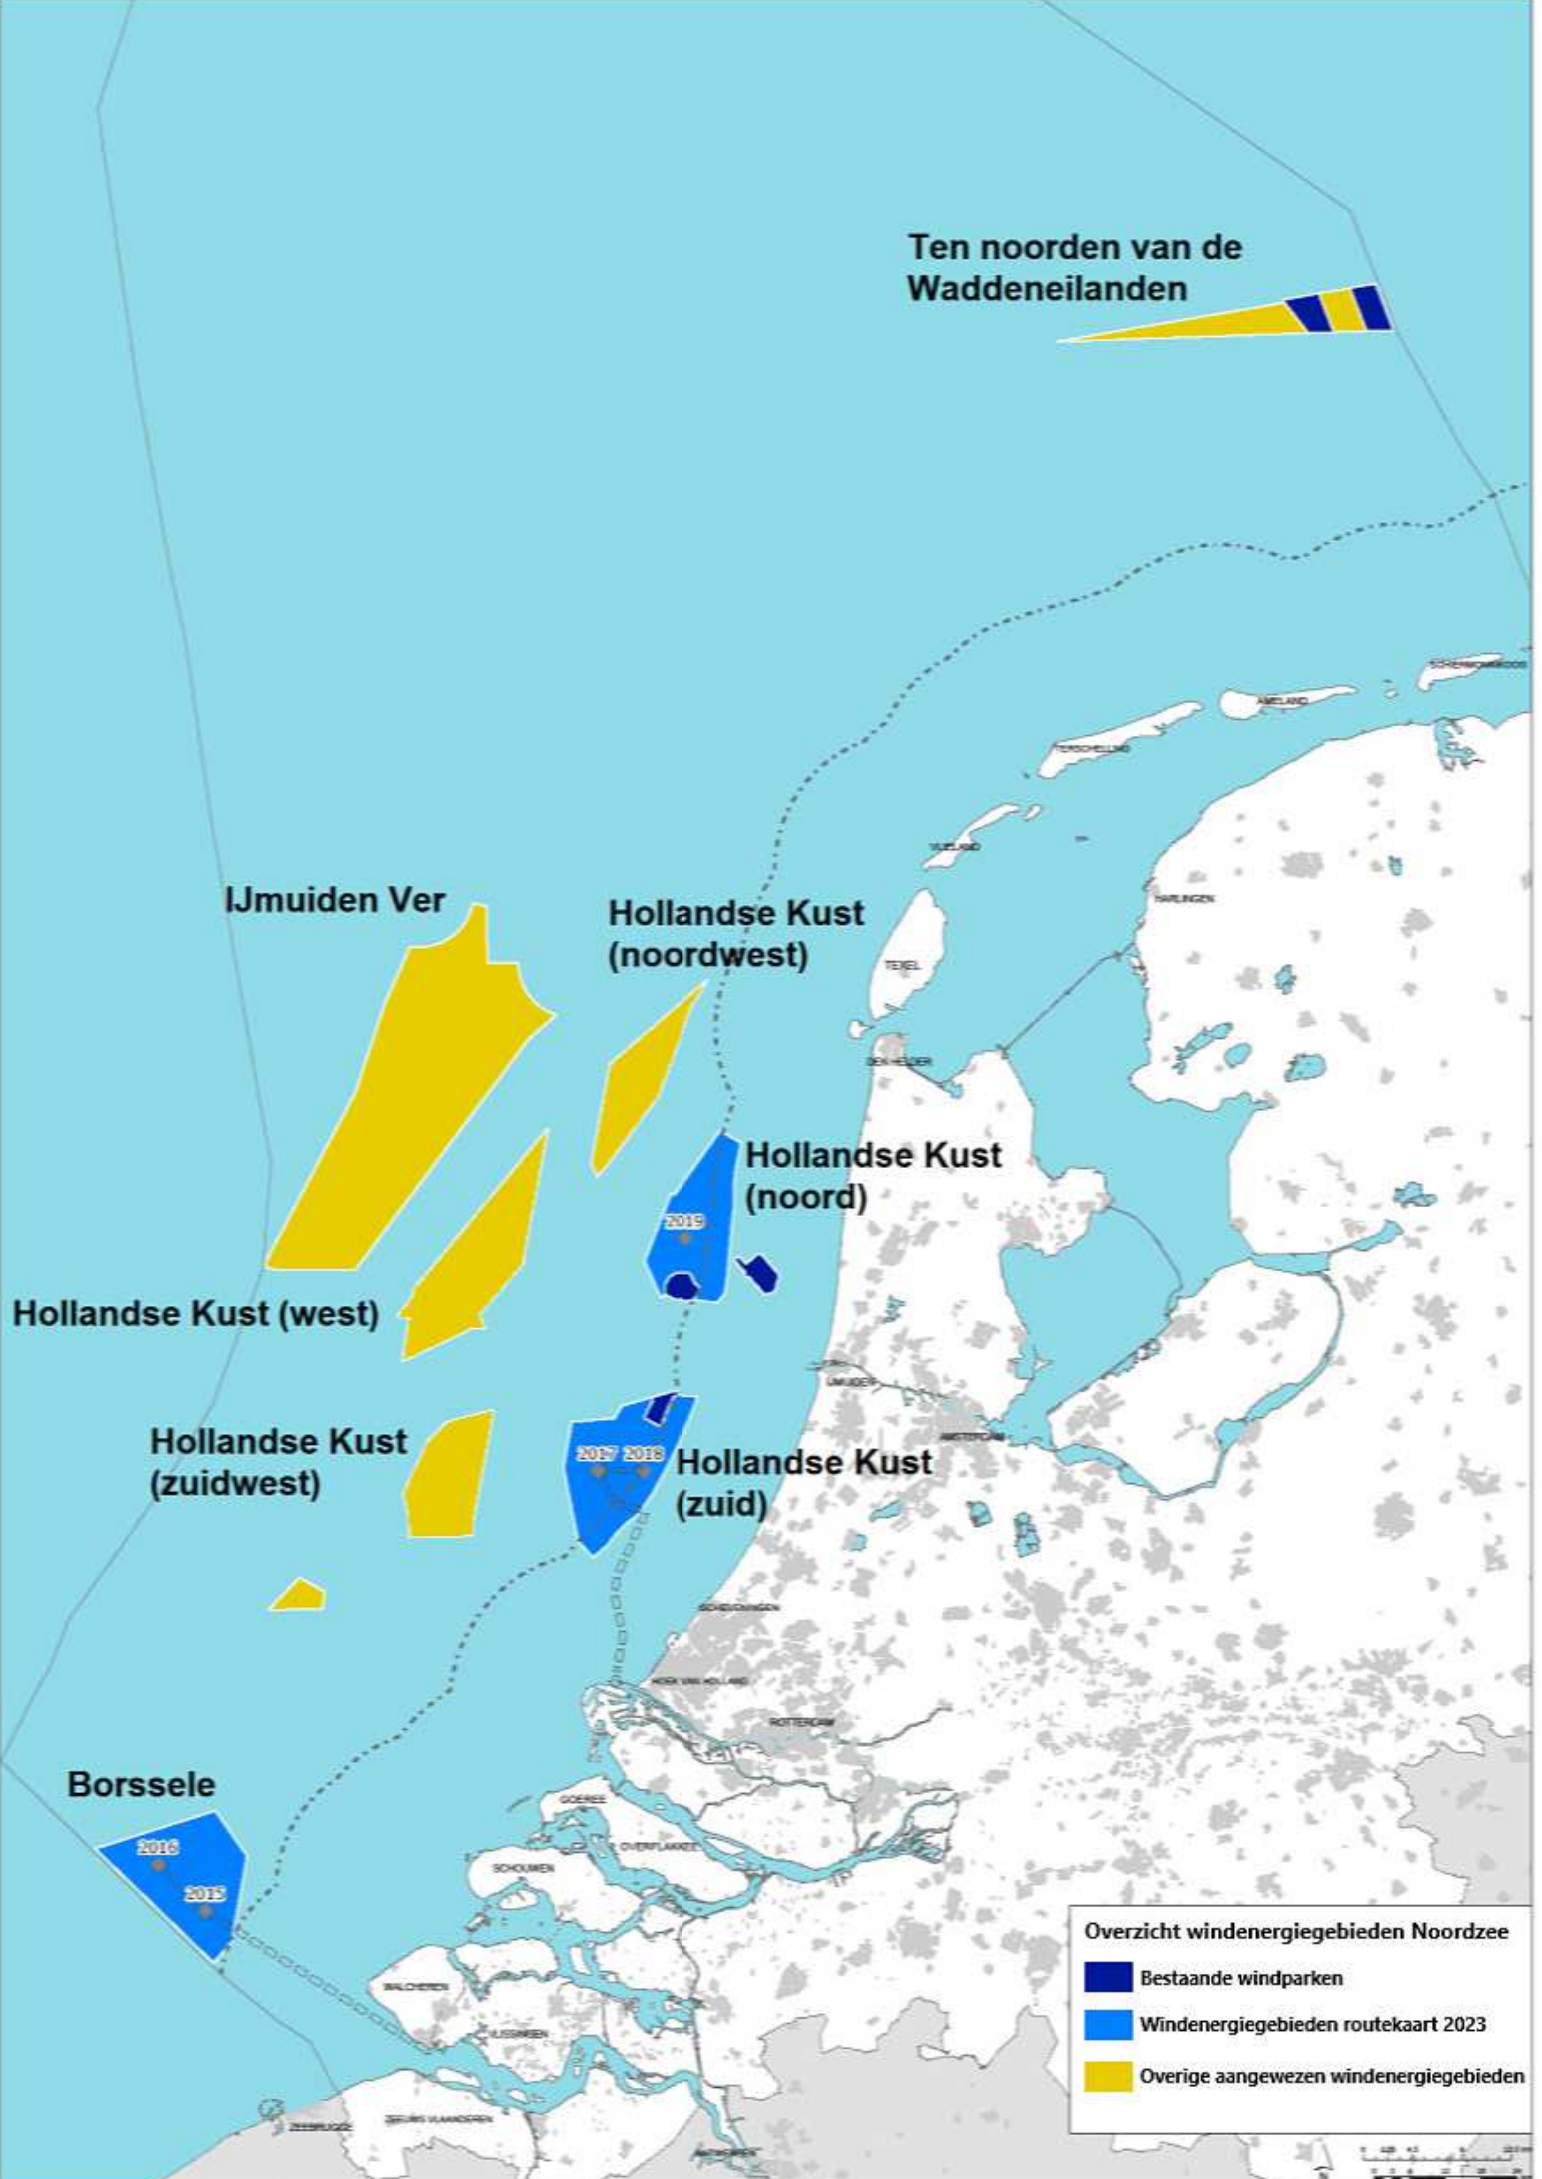 Ten noorden van de
Waddeneilanden
SCHIERMONNIKOOG
AMELAND
TERSCHELLING
VLIELAND
HARLINGEN
IJmuiden Ver
Hollandse Kust
(noordwest)
TEXEL
DEN HELDER
Hollandse Kust
(noord)
2019
Hollandse Kust (west)
IJMUIDEN
AMSTERDAM
Hollandse Kust
(zuidwest)
2017 2018
Hollandse Kust
(zuid)
SCHEVENINGEN
HOEK VAN HOLLAND
ROTTERDAM
Borssele
GOEREE
OVERFLAKKEE
2016
SCHOUWEN
2015
WALCHEREN
VLISSINGEN
ZEEBRUGGE
ZEEUWS VLAANDEREN
ANTWERPEN
Overzicht windenergiegebieden Noordzee
Bestaande windparken
Windenergiegebieden routekaart 2023
Overige aangewezen windenergiegebieden